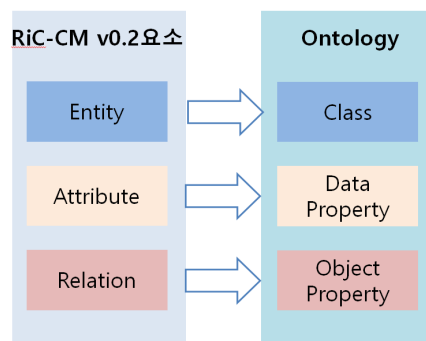 RiC-CM v0.2요소
Ontology
Entity
Class
Attribute
Data
Property
Relation
Object
Property